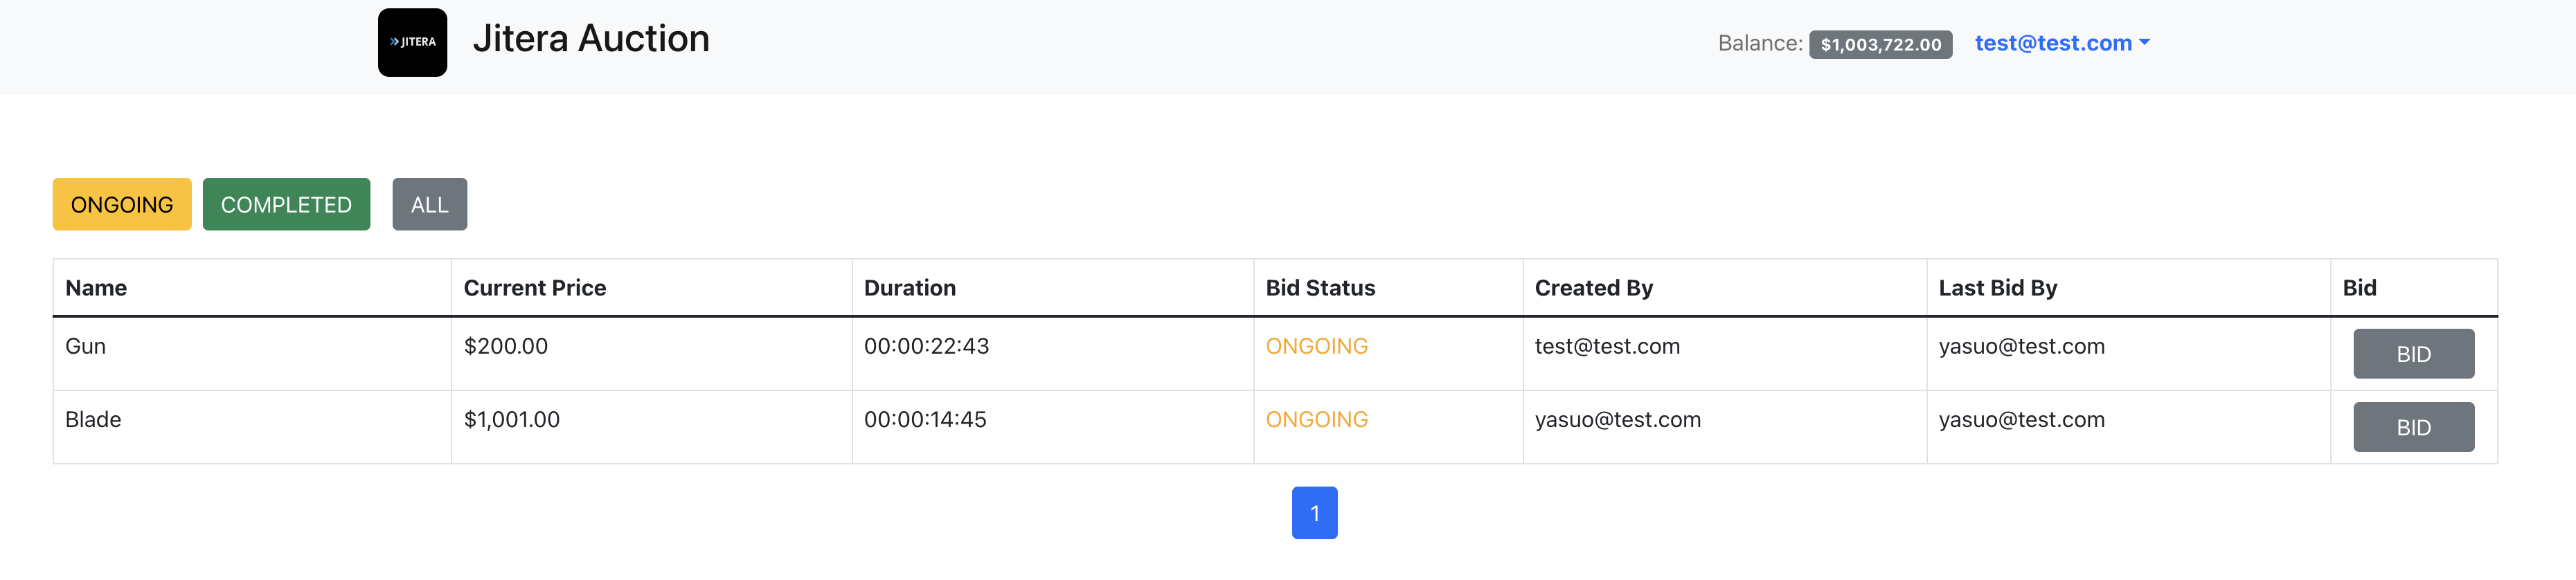 JITERA
Jitera Auction
Balance: $1,003,722.00 test@test.com
ONGOING COMPLETED ALL
Name Current Price Duration Bid Status Created By Last Bid By Bid
Gun $200.00 00:00:22:43 ONGOING test@test.com yasuo@test.com BID
Blade $1,001.00 00:00:14:45 ONGOING yasuo@test.com yasuo@test.com BID
1